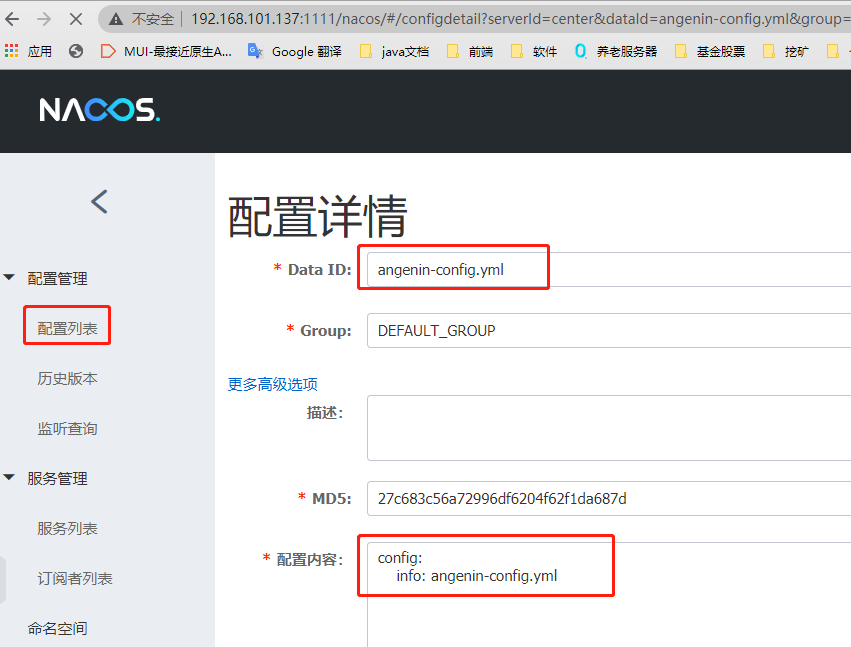 不安全 | 192.168.101.137:1111/nacos/#/configdetail?serverId=center&dataId=angenin-config.yml&group=
应用 MUI-最接近原生A... Google 翻译 java文档 前端 软件 养老服务器 基金股票 挖矿
NACOS.
配置详情
* Data ID: angenin-config.yml
配置管理
* Group: DEFAULT_GROUP
配置列表
历史版本
更多高级选项
描述:
监听查询
服务管理
* MD5: 27c683c56a72996df6204f62f1da687d
服务列表
* 配置内容: config:
info: angenin-config.yml
订阅者列表
命名空间